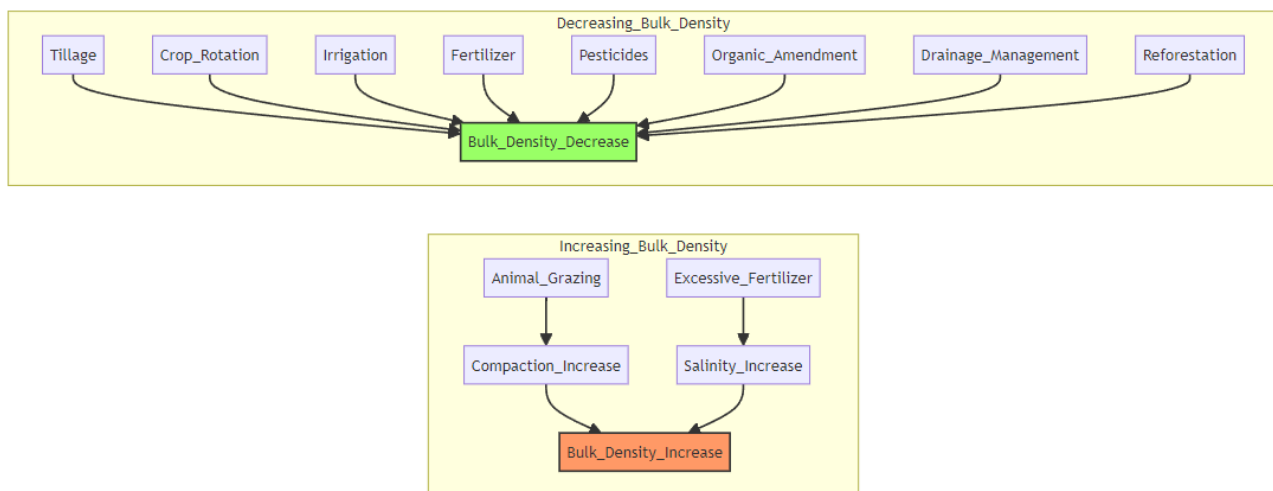 Decreasing_Bulk_Density
Tillage
Crop_Rotation
Irrigation
Fertilizer
Pesticides
Organic_Amendment
Drainage_Management
Reforestation
Bulk_Density_Decrease
Increasing_Bulk_Density
Animal_Grazing
Excessive_Fertilizer
Compaction_Increase
Salinity_Increase
Bulk_Density_Increase